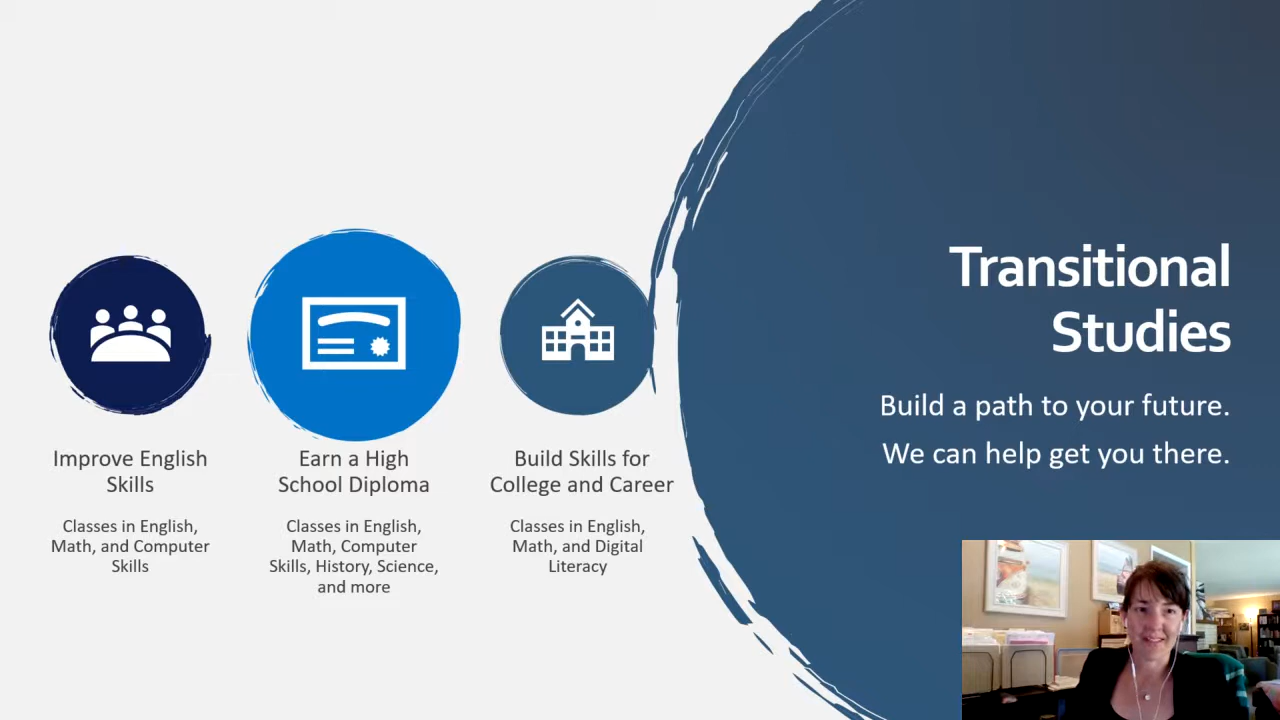 Transitional
Studies
Build a path to your future.
We can help get you there.
Improve English
Skills
Classes in English,
Math, and Computer
Skills
Earn a High
School Diploma
Classes in English,
Math, Computer
Skills, History, Science,
and more
Build Skills for
College and Career
Classes in English,
Math, and Digital
Literacy